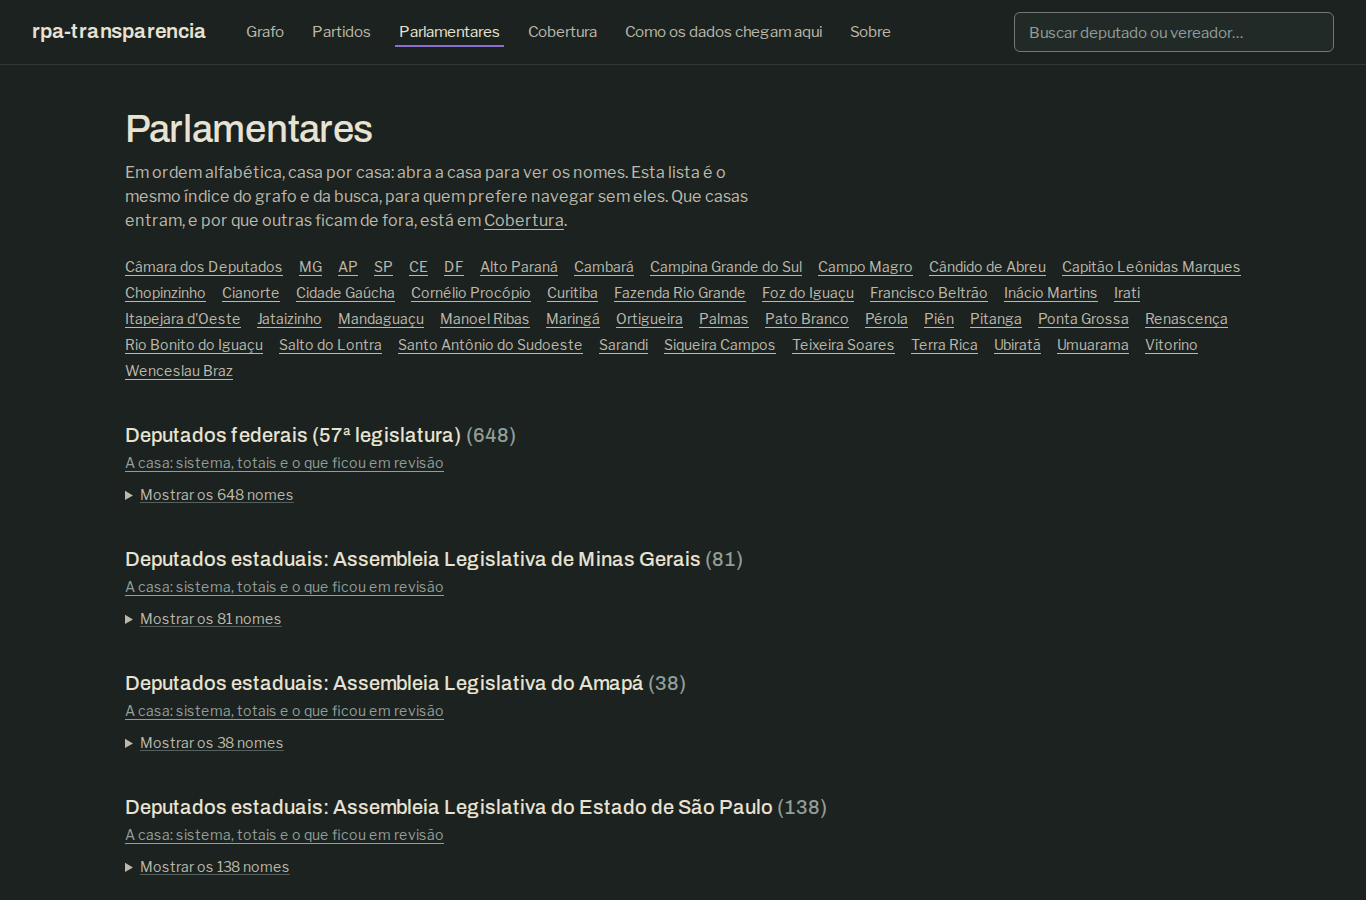 rpa-transparencia Grafo Partidos Parlamentares Cobertura Como os dados chegam aqui Sobre Buscar deputado ou vereador...
Parlamentares
Em ordem alfabética, casa por casa: abra a casa para ver os nomes. Esta lista é o
mesmo índice do grafo e da busca, para quem prefere navegar sem eles. Que casas
entram, e por que outras ficam de fora, está em Cobertura.
Câmara dos Deputados MG AP SP CE DF Alto Paraná Cambará Campina Grande do Sul Campo Magro Cândido de Abreu Capitão Leônidas Marques
Chopinzinho Cianorte Cidade Gaúcha Cornélio Procópio Curitiba Fazenda Rio Grande Foz do Iguaçu Francisco Beltrão Inácio Martins Irati
Itapejara d'Oeste Jataizinho Mandaguaçu Manoel Ribas Maringá Ortigueira Palmas Pato Branco Pérola Piên Pitanga Ponta Grossa Renascença
Rio Bonito do Iguaçu Salto do Lontra Santo Antônio do Sudoeste Sarandi Siqueira Campos Teixeira Soares Terra Rica Ubiratã Umuarama Vitorino
Wenceslau Braz
Deputados federais (57ª legislatura) (648)
A casa: sistema, totais e o que ficou em revisão
Mostrar os 648 nomes
Deputados estaduais: Assembleia Legislativa de Minas Gerais (81)
A casa: sistema, totais e o que ficou em revisão
Mostrar os 81 nomes
Deputados estaduais: Assembleia Legislativa do Amapá (38)
A casa: sistema, totais e o que ficou em revisão
Mostrar os 38 nomes
Deputados estaduais: Assembleia Legislativa do Estado de São Paulo (138)
A casa: sistema, totais e o que ficou em revisão
Mostrar os 138 nomes